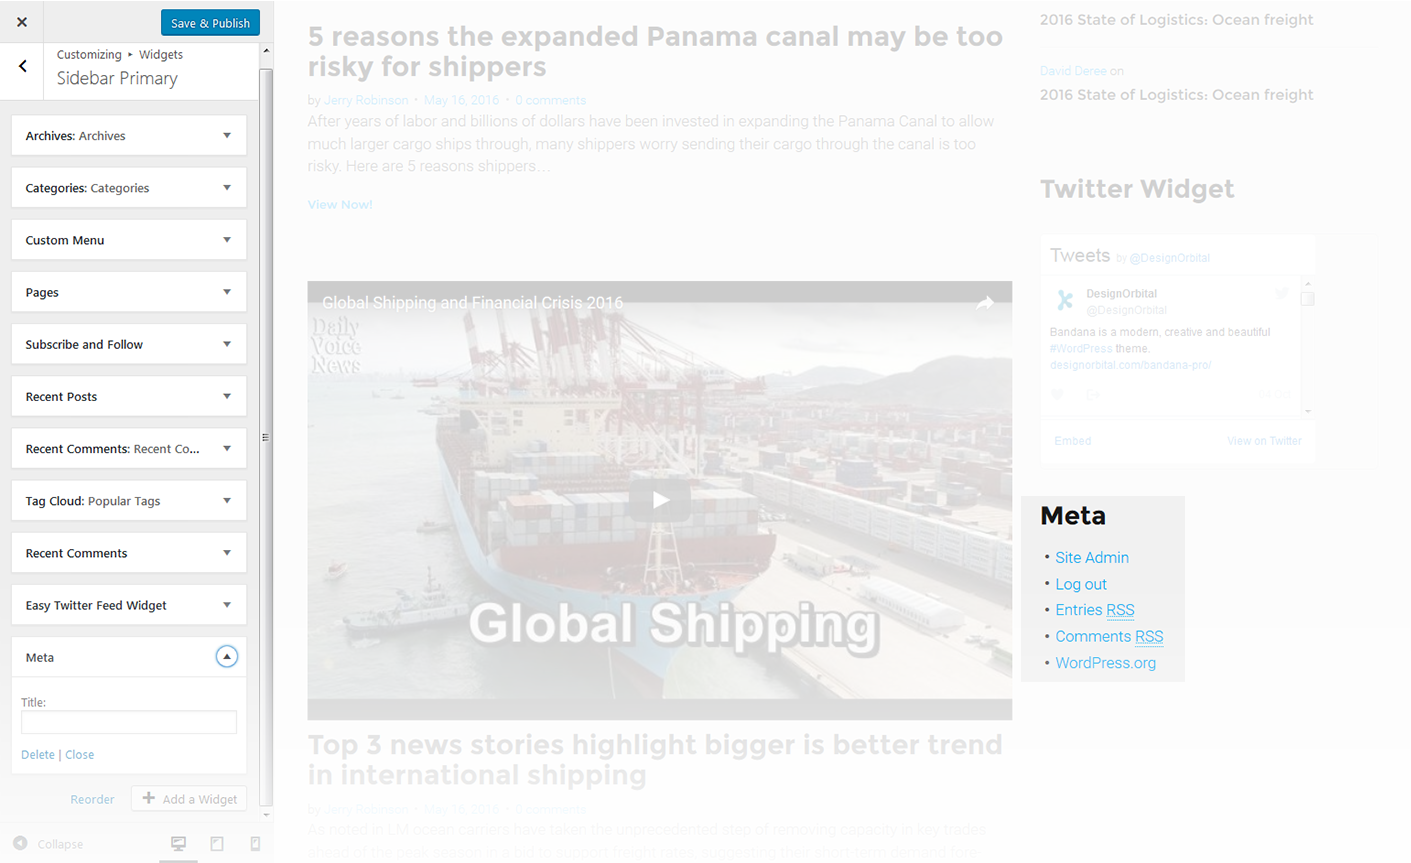 Save & Publish
Customizing ▸ Widgets
Sidebar Primary
Archives: Archives
Categories: Categories
Custom Menu
Pages
Subscribe and Follow
Recent Posts
Recent Comments: Recent Co...
Tag Cloud: Popular Tags
Recent Comments
Easy Twitter Feed Widget
Meta
Title:
Delete | Close
Reorder
Add a Widget
Collapse
5 reasons the expanded Panama canal may be too
risky for shippers
by Jerry Robinson • May 16, 2016 • 0 comments
After years of labor and billions of dollars have been invested in expanding the Panama Canal to allow
much larger cargo ships through, many shippers worry sending their cargo through the canal is too
risky. Here are 5 reasons shippers…
View Now!
Global Shipping and Financial Crisis 2016
Daily
Voice
News
Global Shipping
Top 3 news stories highlight bigger is better trend
in international shipping
by Jerry Robinson • May 16, 2016 • 0 comments
As noted in LM ocean carriers have taken the unprecedented step of removing capacity in key trades
ahead of the peak season in a bid to support freight rates, suggesting their short-term demand fore-
2016 State of Logistics: Ocean freight
David Deree on
2016 State of Logistics: Ocean freight
Twitter Widget
Tweets by @DesignOrbital
DesignOrbital
@DesignOrbital
Bandana is a modern, creative and beautiful
#WordPress theme.
designorbital.com/bandana-pro/
Embed
View on Twitter
Meta
• Site Admin
• Log out
• Entries RSS
• Comments RSS
• WordPress.org